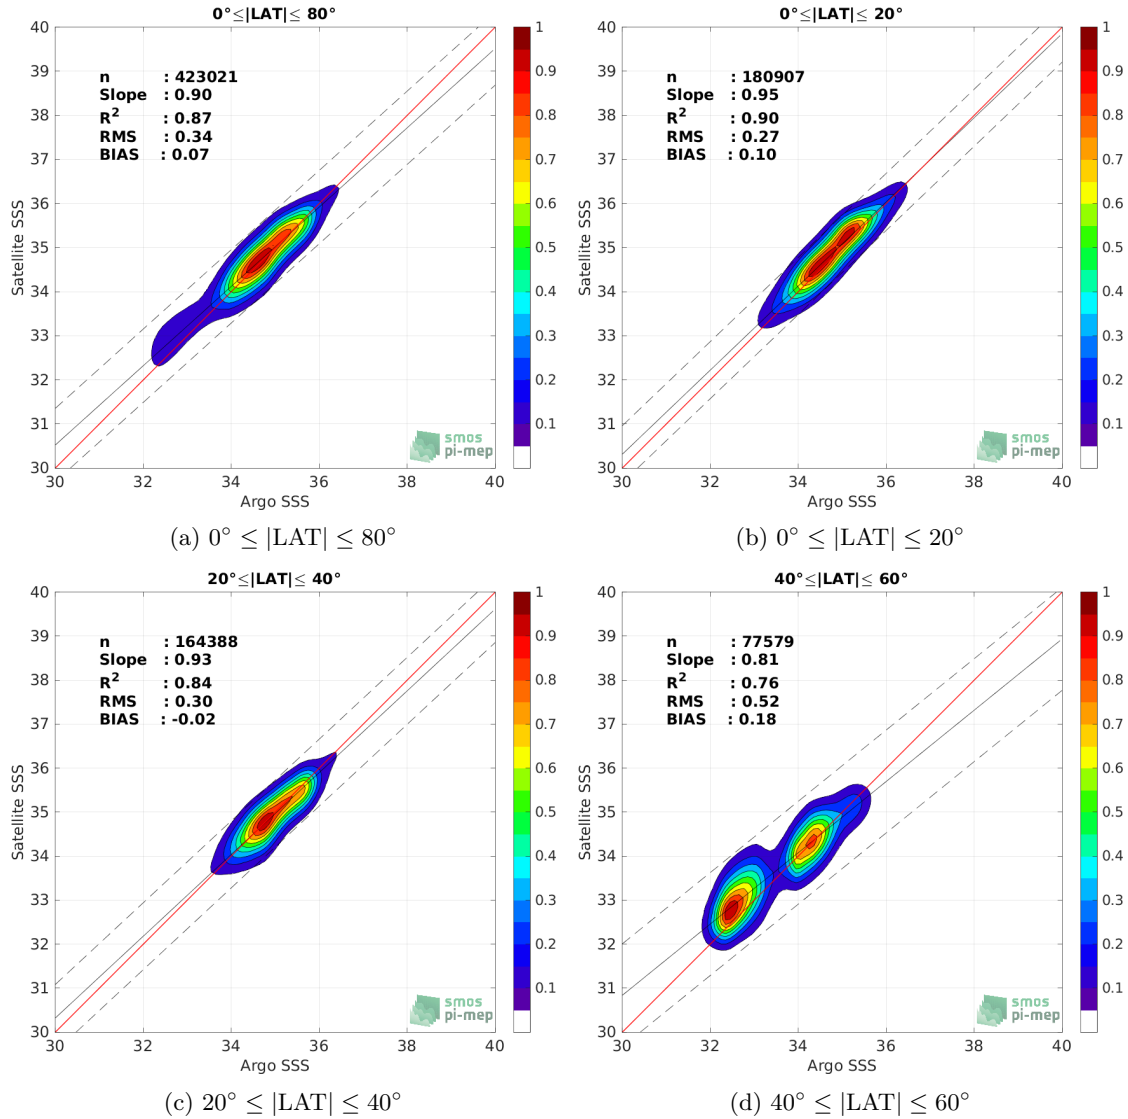 0°≤|LAT|≤ 80°
n : 423021
Slope : 0.90
R² : 0.87
RMS : 0.34
BIAS : 0.07
40
39
38
37
36
35
34
33
32
31
30
30
32
34
36
38
40
Satellite SSS
Argo SSS
smos
pi-mep
1
0.9
0.8
0.7
0.6
0.5
0.4
0.3
0.2
0.1
(a) 0° ≤ |LAT| ≤ 80°
0°≤|LAT|≤ 20°
n : 180907
Slope : 0.95
R² : 0.90
RMS : 0.27
BIAS : 0.10
40
39
38
37
36
35
34
33
32
31
30
30
32
34
36
38
40
Satellite SSS
Argo SSS
smos
pi-mep
1
0.9
0.8
0.7
0.6
0.5
0.4
0.3
0.2
0.1
(b) 0° ≤ |LAT| ≤ 20°
20°≤|LAT|≤ 40°
n : 164388
Slope : 0.93
R² : 0.84
RMS : 0.30
BIAS : -0.02
40
39
38
37
36
35
34
33
32
31
30
30
32
34
36
38
40
Satellite SSS
Argo SSS
smos
pi-mep
1
0.9
0.8
0.7
0.6
0.5
0.4
0.3
0.2
0.1
(c) 20° ≤ |LAT| ≤ 40°
40°≤|LAT|≤ 60°
n : 77579
Slope : 0.81
R² : 0.76
RMS : 0.52
BIAS : 0.18
40
39
38
37
36
35
34
33
32
31
30
30
32
34
36
38
40
Satellite SSS
Argo SSS
smos
pi-mep
1
0.9
0.8
0.7
0.6
0.5
0.4
0.3
0.2
0.1
(d) 40° ≤ |LAT| ≤ 60°